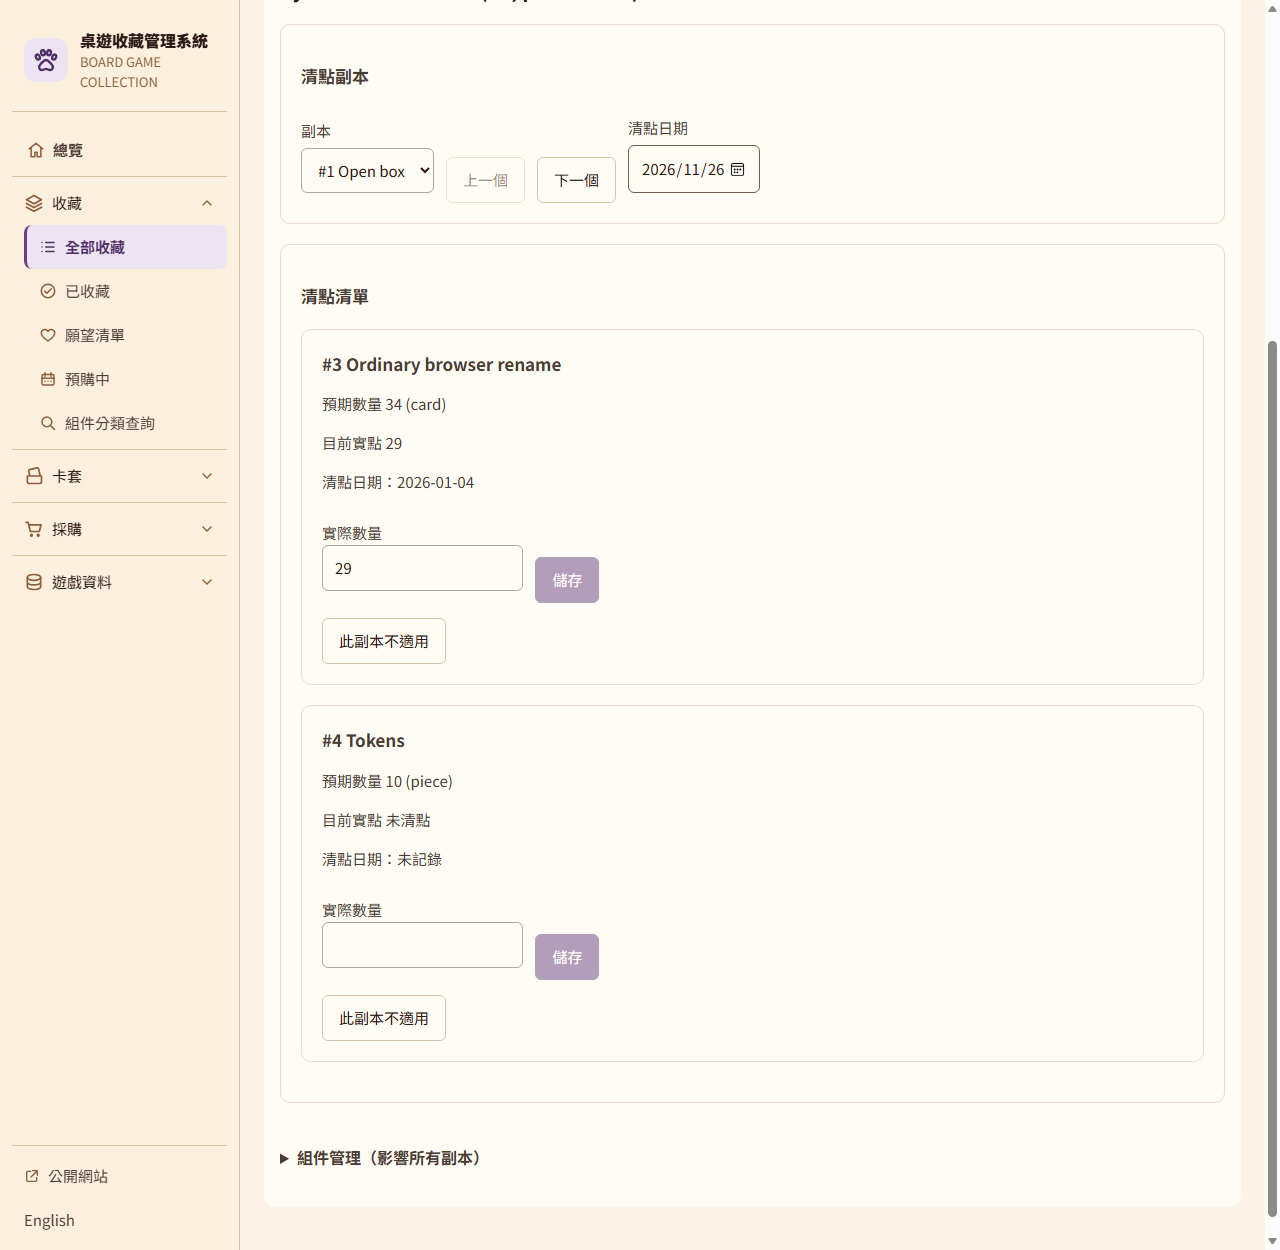 桌遊收藏管理系統
BOARD GAME
COLLECTION
總覽
收藏
全部收藏
已收藏
願望清單
預購中
組件分類查詢
卡套
採購
遊戲資料
公開網站
English
清點副本
副本
#1 Open box
上一個
下一個
清點日期
2026/11/26
清點清單
#3 Ordinary browser rename
預期數量 34 (card)
目前實點 29
清點日期：2026-01-04
實際數量
29
儲存
此副本不適用
#4 Tokens
預期數量 10 (piece)
目前實點 未清點
清點日期：未記錄
實際數量
儲存
此副本不適用
組件管理（影響所有副本）